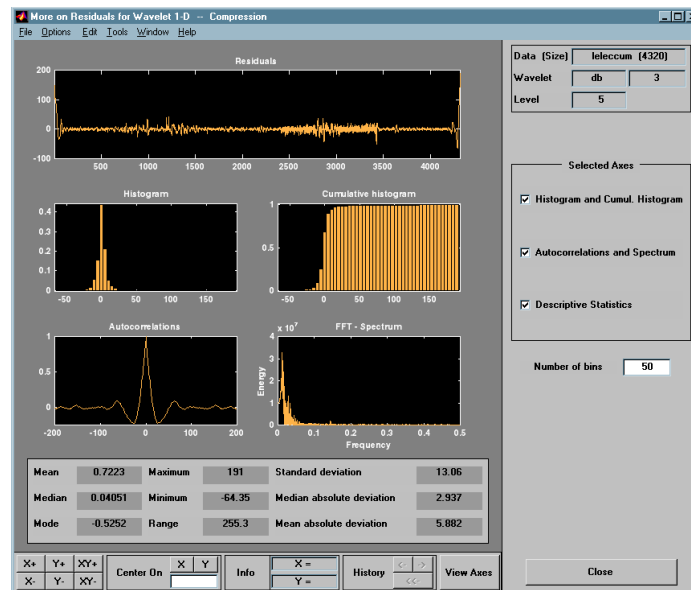 More on Residuals for Wavelet 1-D -- Compression
File Options Edit Tools Window Help
Residuals
200
100
0
-100
500 1000 1500 2000 2500 3000 3500 4000
Histogram
0.4
0.3
0.2
0.1
0
-50 0 50 100 150
Cumulative histogram
1
0.5
0
-50 0 50 100 150
Autocorrelations
1
0.5
0
-200 -100 0 100 200
FFT - Spectrum
x 10^7
4
3
2
1
0
Energy
0 0.1 0.2 0.3 0.4 0.5
Frequency
Mean 0.7223 Maximum 191 Standard deviation 13.06
Median 0.04051 Minimum -64.35 Median absolute deviation 2.937
Mode -0.5252 Range 255.3 Mean absolute deviation 5.882
Data (Size) leleccum (4320)
Wavelet db 3
Level 5
Selected Axes
Histogram and Cumul. Histogram
Autocorrelations and Spectrum
Descriptive Statistics
Number of bins 50
X+ Y+ XY+
X- Y- XY-
Center On X Y
Info X =
Y =
History <- ->
<<-
View Axes
Close